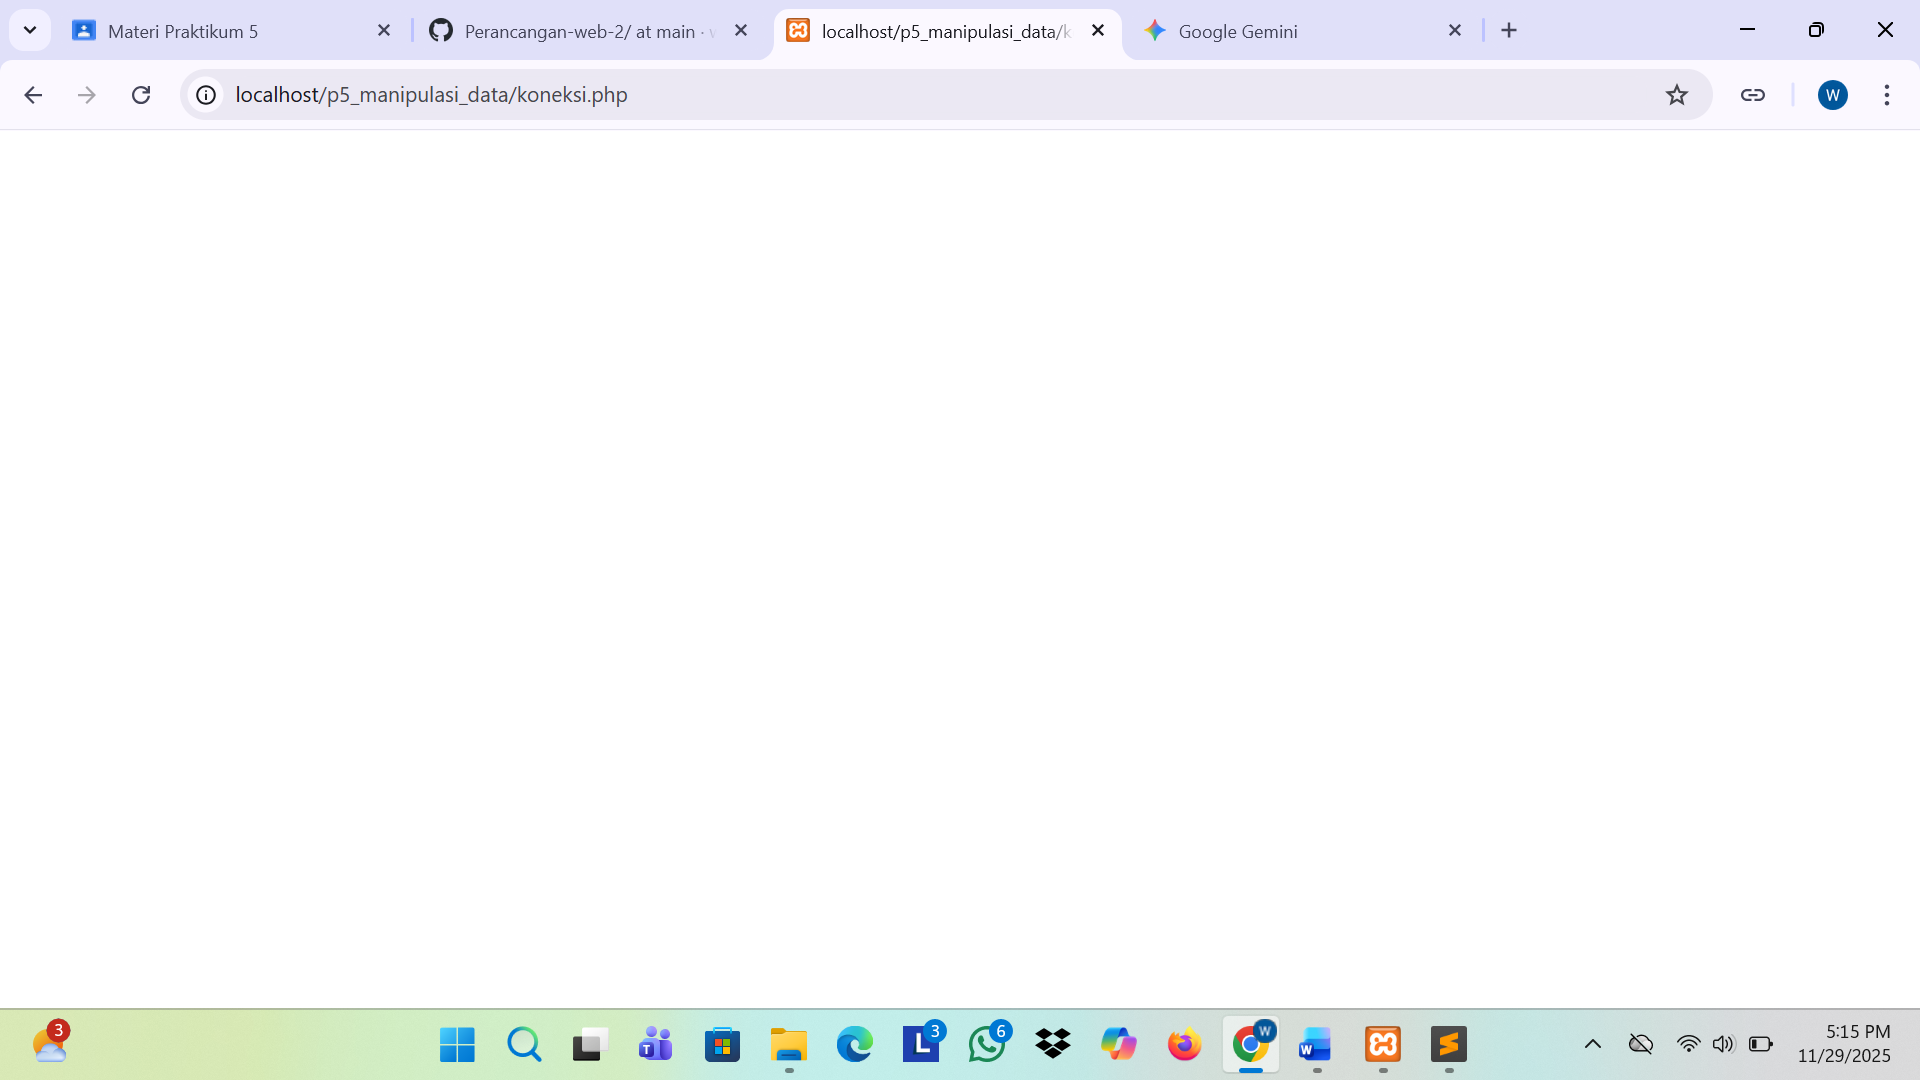 Materi Praktikum 5
Perancangan-web-2/ at main ·
localhost/p5_manipulasi_data/k
Google Gemini
localhost/p5_manipulasi_data/koneksi.php
W
3
T
L
3
6
W
W
5:15 PM
11/29/2025